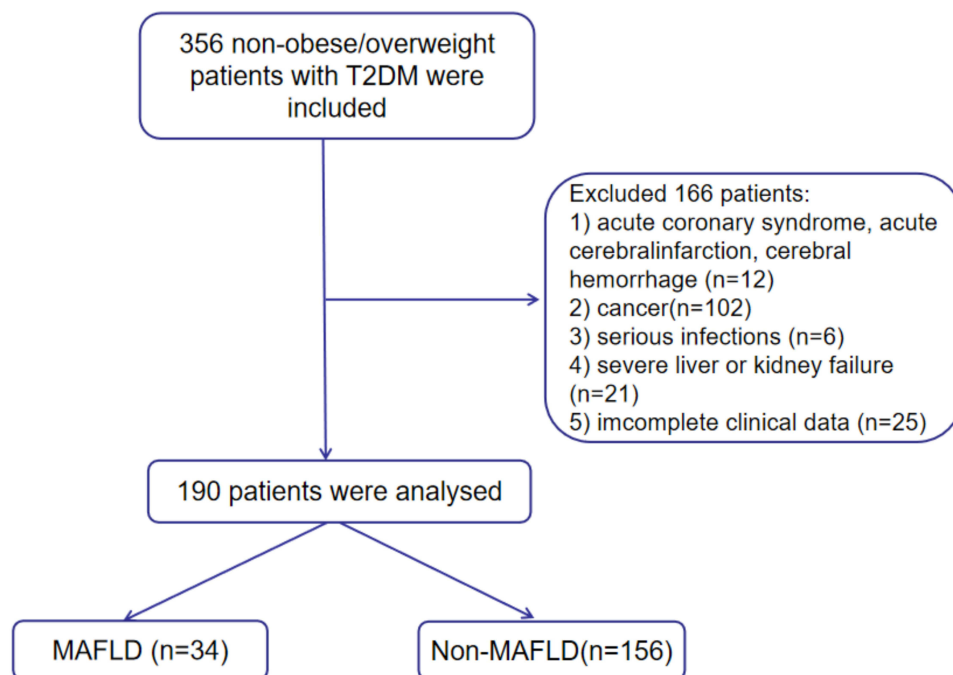 356 non-obese/overweight
patients with T2DM were
included
Excluded 166 patients:
1) acute coronary syndrome, acute
cerebralinfarction, cerebral
hemorrhage (n=12)
2) cancer(n=102)
3) serious infections (n=6)
4) severe liver or kidney failure
(n=21)
5) imcomplete clinical data (n=25)
190 patients were analysed
MAFLD (n=34)
Non-MAFLD(n=156)